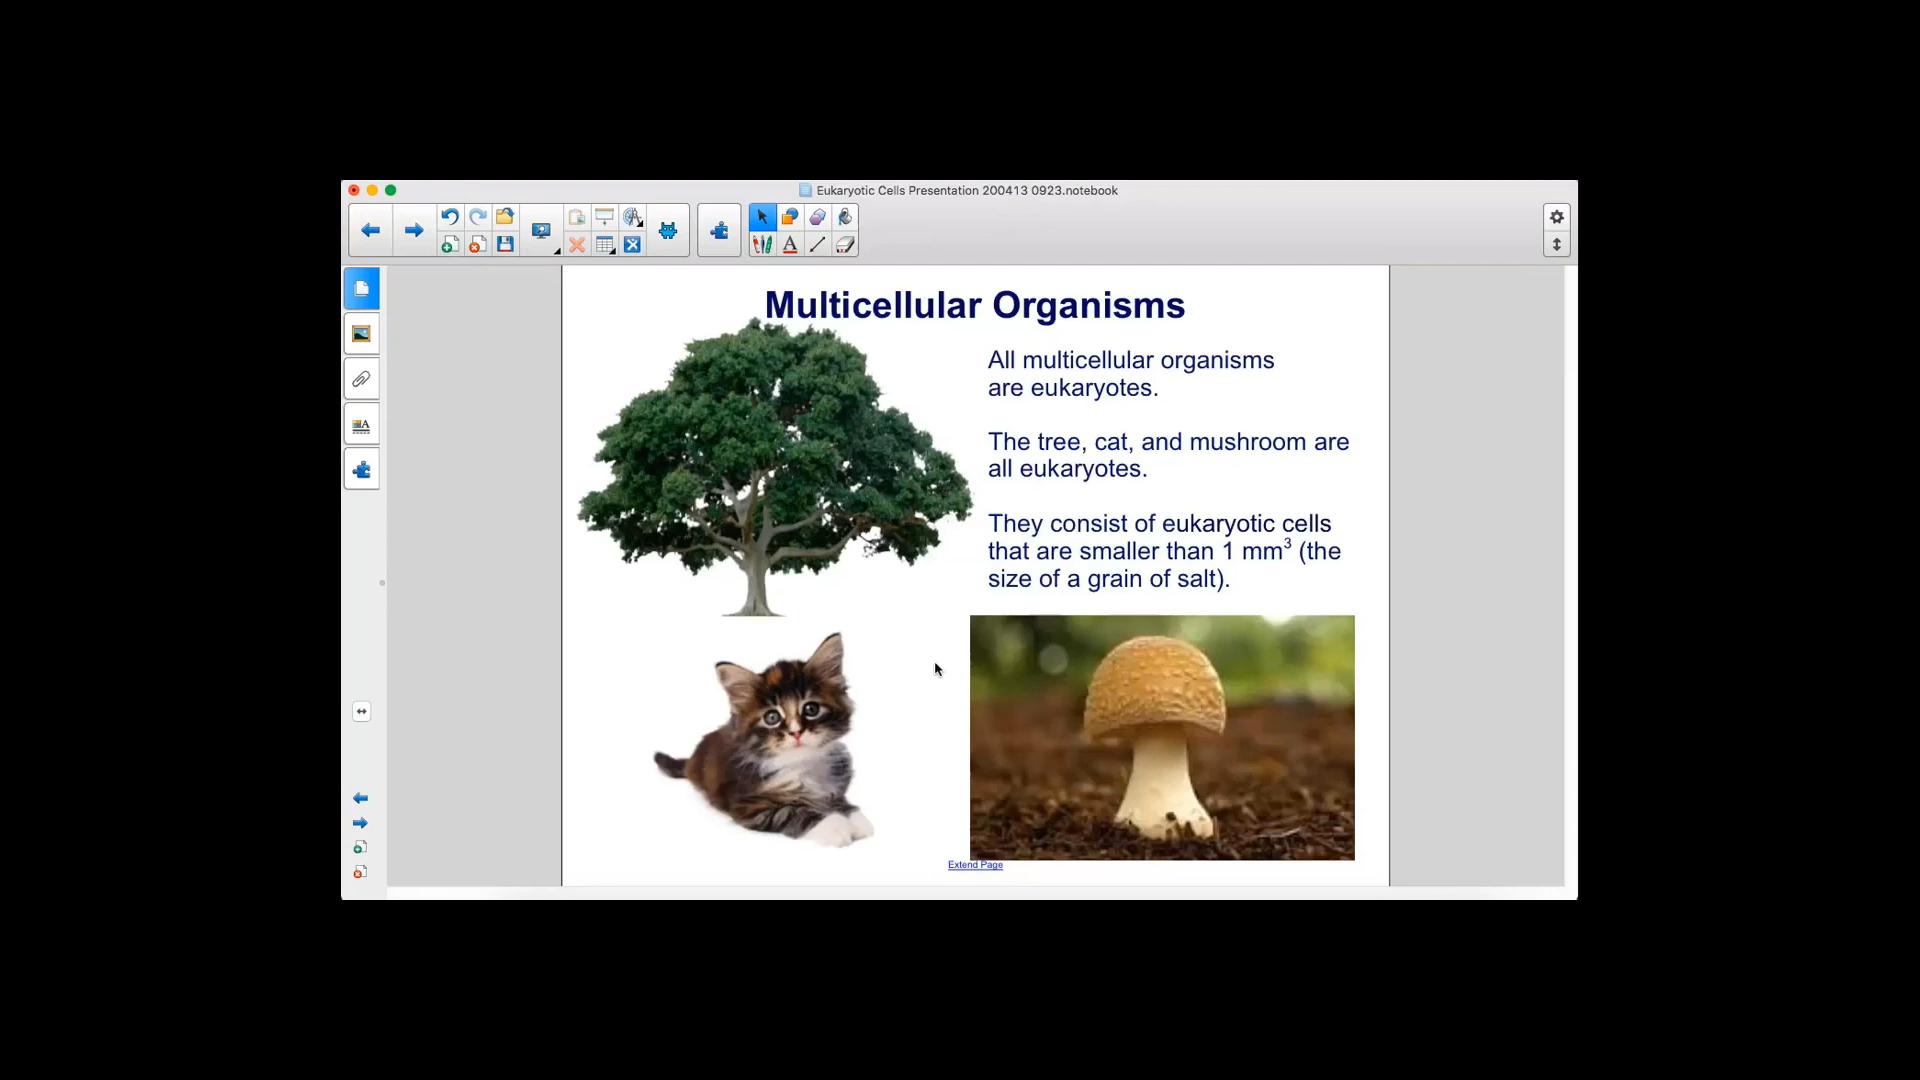 Eukaryotic Cells Presentation 200413 0923.notebook
Multicellular Organisms
All multicellular organisms
are eukaryotes.
The tree, cat, and mushroom are
all eukaryotes.
They consist of eukaryotic cells
that are smaller than 1 mm³ (the
size of a grain of salt).
Extend Page